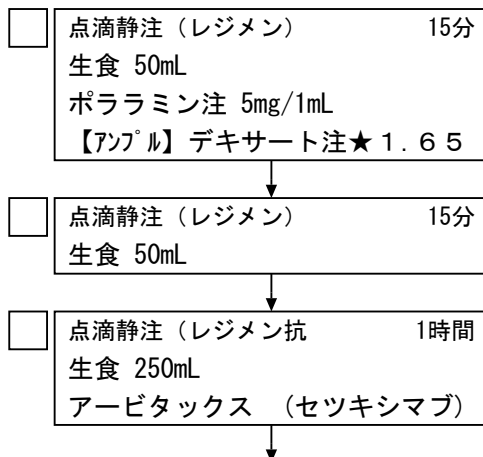 点滴静注（レジメン） 15分
生食 50mL
ポララミン注 5mg/1mL
【ｱﾝﾌﾟﾙ】デキサート注★１.６５
点滴静注（レジメン） 15分
生食 50mL
点滴静注（レジメン抗 1時間
生食 250mL
アービタックス （セツキシマブ）